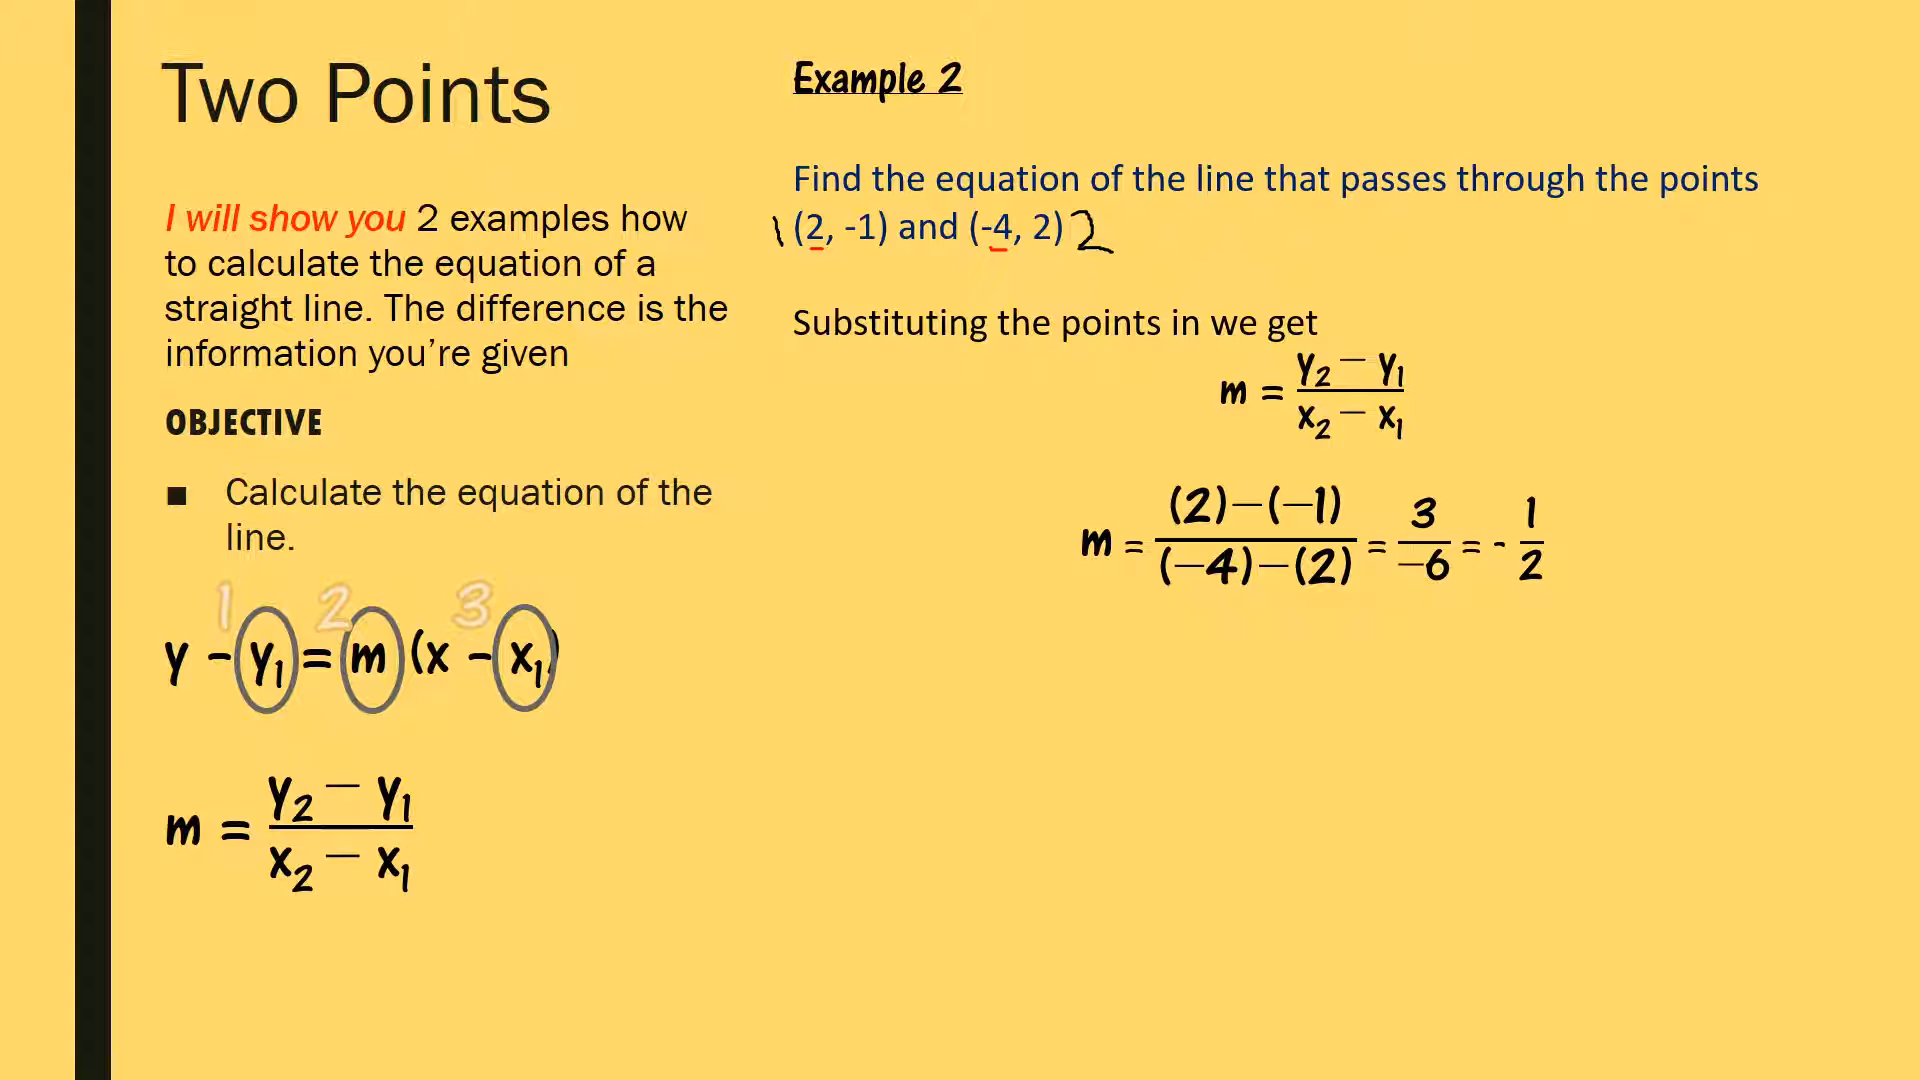 Two Points
I will show you 2 examples how
to calculate the equation of a
straight line. The difference is the
information you’re given
OBJECTIVE
■ Calculate the equation of the
line.
1 2 3
y - y₁ = m (x - x₁)
m = (y₂ − y₁) / (x₂ − x₁)
Example 2
Find the equation of the line that passes through the points
1 (2, -1) and (-4, 2) 2
Substituting the points in we get
m = (y₂ − y₁) / (x₂ − x₁)
m = ((2)−(−1)) / ((−4)−(2)) = 3 / −6 = - 1 / 2